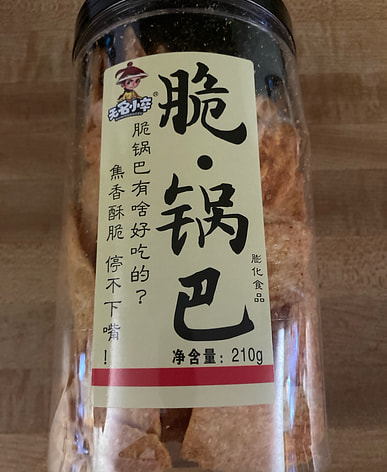 无名小卒
®
脆·锅巴
脆锅巴有啥好吃的?
焦香酥脆 停不下嘴!
膨化食品
净含量:210g